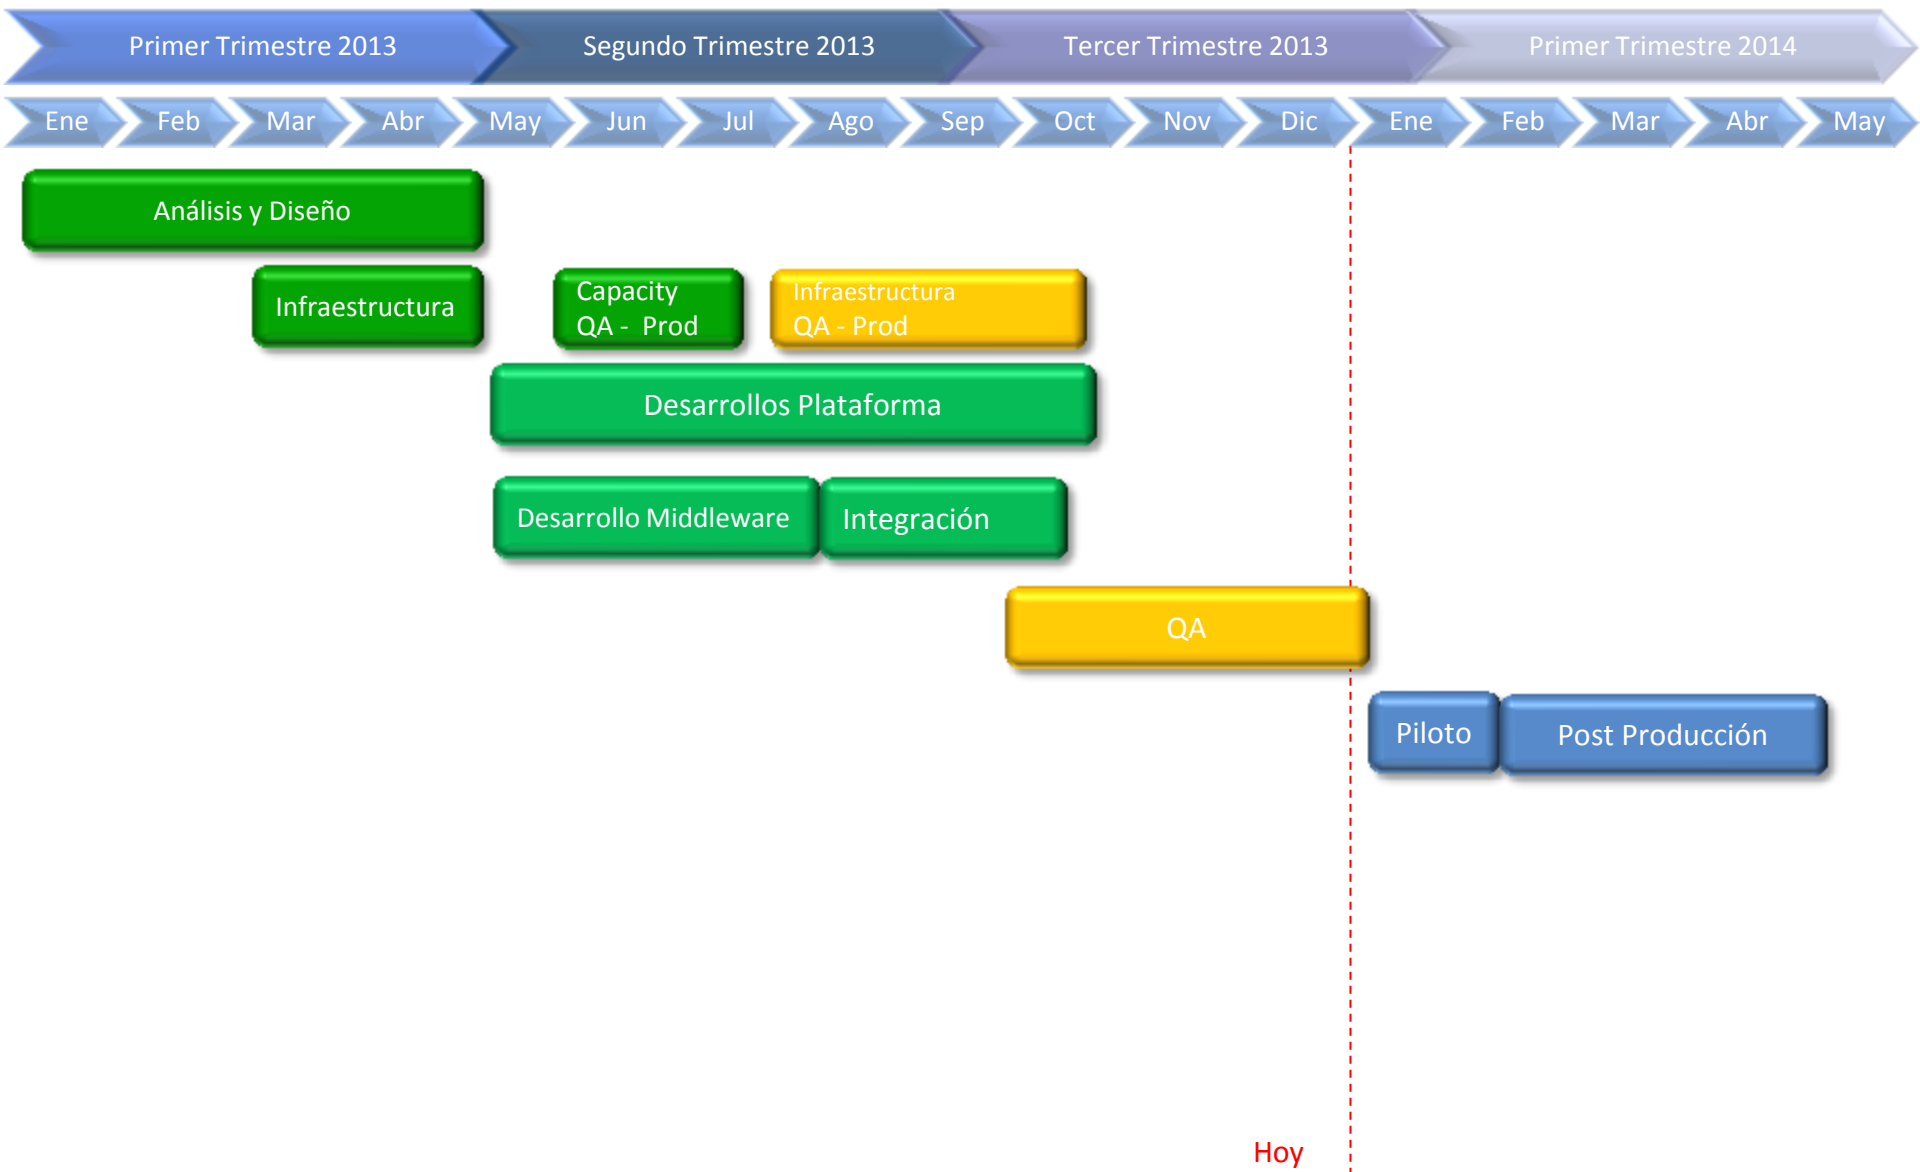 Primer Trimestre 2013
Segundo Trimestre 2013
Tercer Trimestre 2013
Primer Trimestre 2014
Ene
Feb
Mar
Abr
May
Jun
Jul
Ago
Sep
Oct
Nov
Dic
Ene
Feb
Mar
Abr
May
Análisis y Diseño
Infraestructura
Capacity
QA - Prod
Infraestructura
QA - Prod
Desarrollos Plataforma
Desarrollo Middleware
Integración
QA
Piloto
Post Producción
Hoy